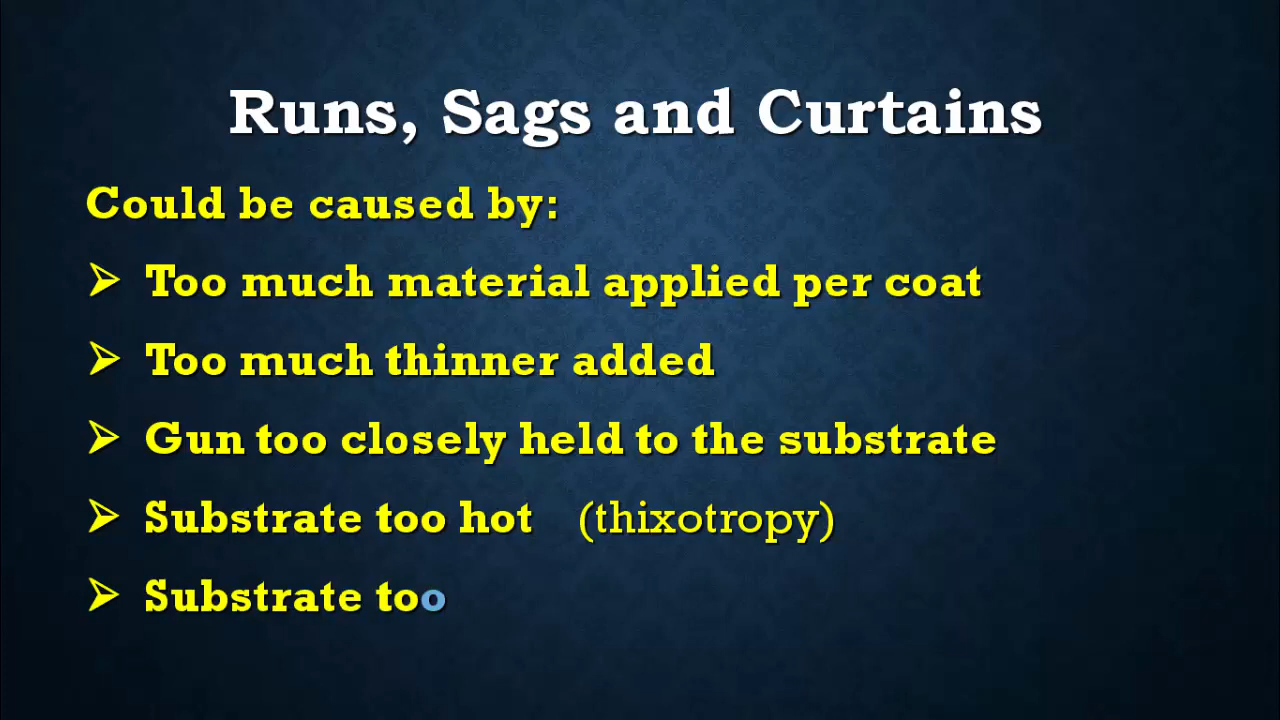 Runs, Sags and Curtains
Could be caused by:
➢ Too much material applied per coat
➢ Too much thinner added
➢ Gun too closely held to the substrate
➢ Substrate too hot (thixotropy)
➢ Substrate too